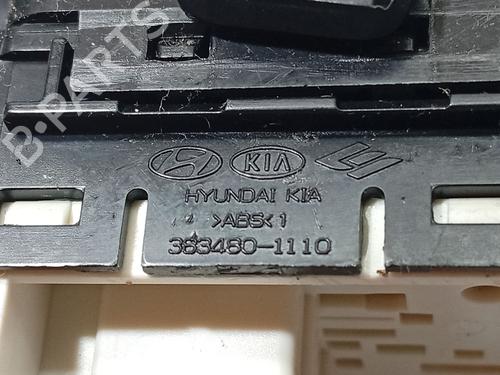 B-PARTS
KIA
HYUNDAI KIA
>ABS< 1
383480-1110